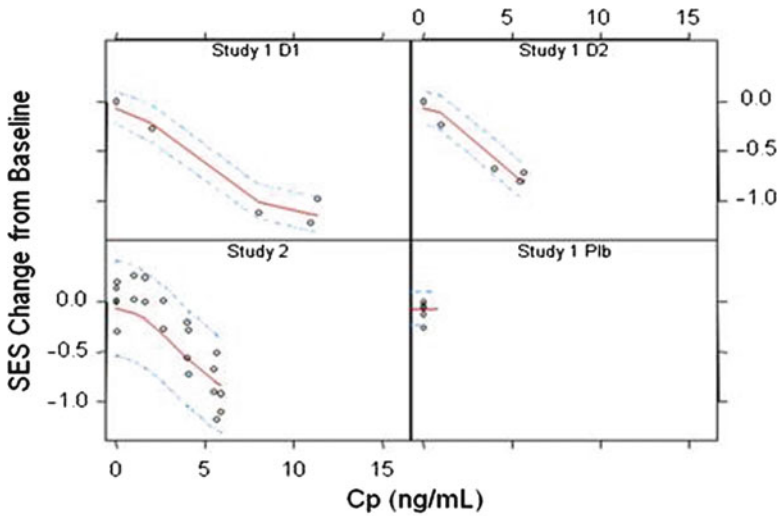 0 5 10 15
Study 1 D1 Study 1 D2
0.0
-0.5
-1.0
Study 2 Study 1 Plb
0.0
-0.5
-1.0
0 5 10 15
SES Change from Baseline
Cp (ng/mL)